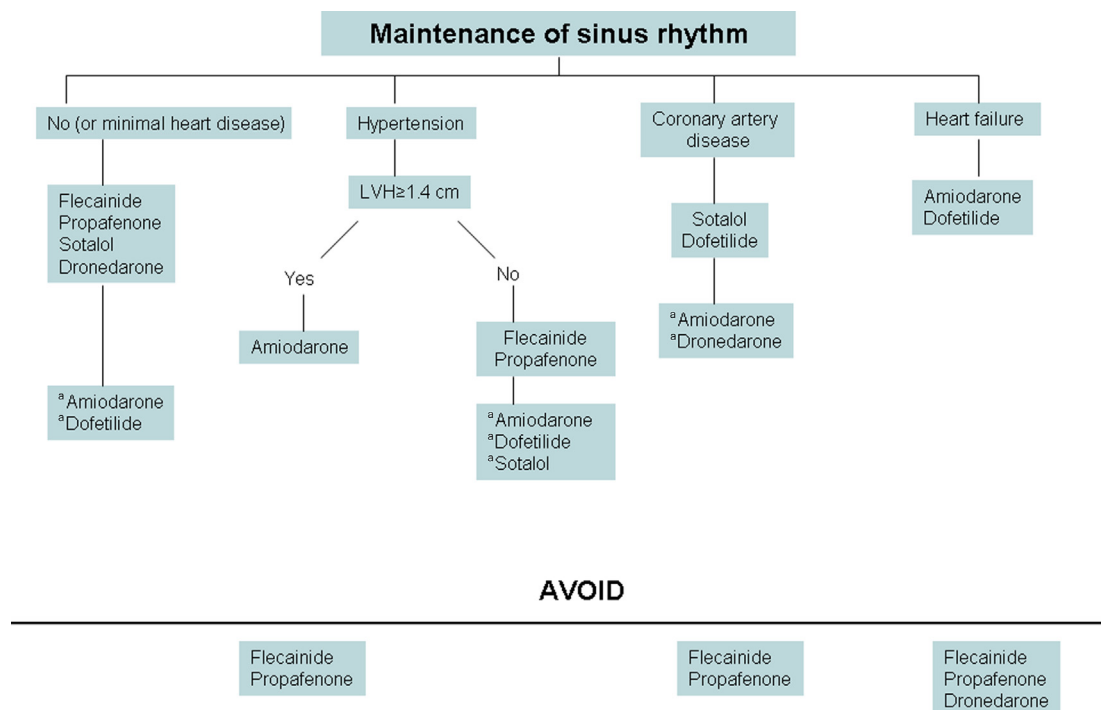 Maintenance of sinus rhythm
No (or minimal heart disease)
Flecainide
Propafenone
Sotalol
Dronedarone
ᵃAmiodarone
ᵃDofetilide
Hypertension
LVH≥1.4 cm
Yes
Amiodarone
No
Flecainide
Propafenone
ᵃAmiodarone
ᵃDofetilide
ᵃSotalol
Coronary artery
disease
Sotalol
Dofetilide
ᵃAmiodarone
ᵃDronedarone
Heart failure
Amiodarone
Dofetilide
AVOID
Flecainide
Propafenone
Flecainide
Propafenone
Flecainide
Propafenone
Dronedarone